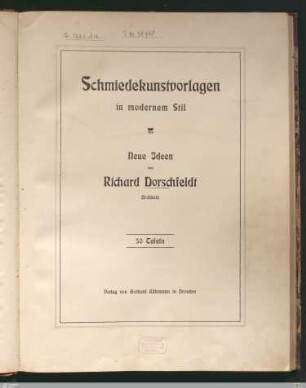 Schmiedekunstvorlagen
in modernem Stil
Neue Ideen
von
Richard Dorschfeldt
Architekt
50 Tafeln
Verlag von Gerhard Kühtmann in Dresden